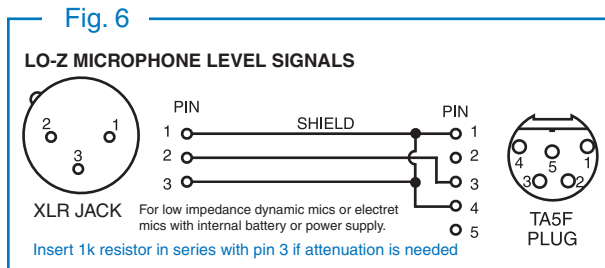 Fig. 6
LO-Z MICROPHONE LEVEL SIGNALS
PIN
PIN
1
SHIELD
1
2
2
3
3
4
5
2
1
3
XLR JACK
For low impedance dynamic mics or electret
mics with internal battery or power supply.
4
5
1
3
2
TA5F
PLUG
Insert 1k resistor in series with pin 3 if attenuation is needed